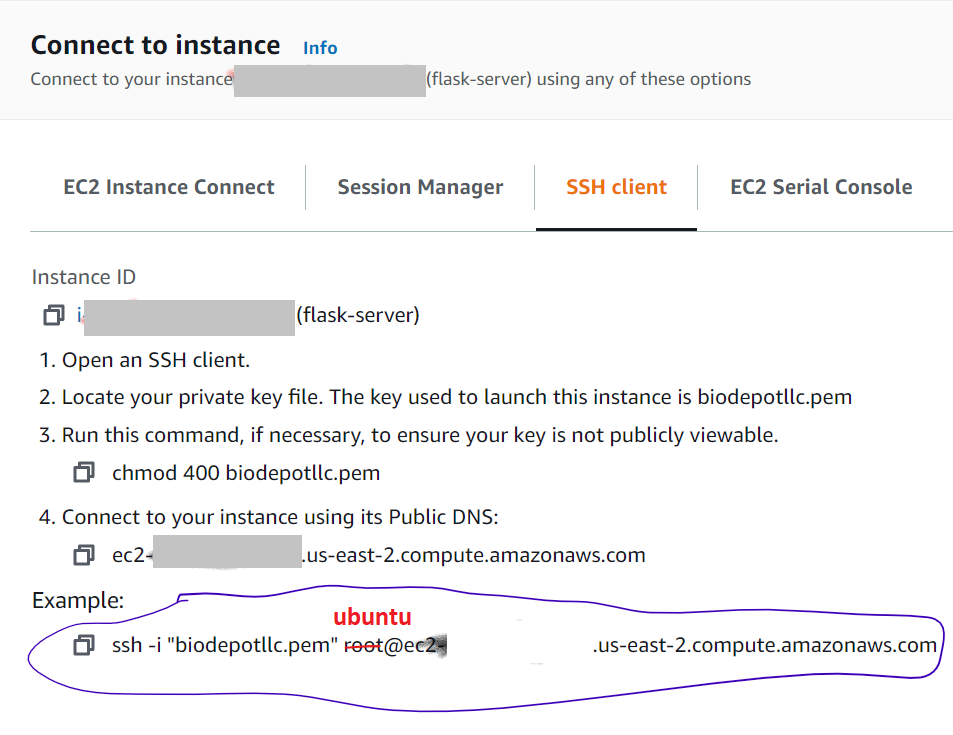 Connect to instance Info
Connect to your instance (flask-server) using any of these options
EC2 Instance Connect Session Manager SSH client EC2 Serial Console
Instance ID
i- (flask-server)
1. Open an SSH client.
2. Locate your private key file. The key used to launch this instance is biodepotllc.pem
3. Run this command, if necessary, to ensure your key is not publicly viewable.
chmod 400 biodepotllc.pem
4. Connect to your instance using its Public DNS:
ec2- .us-east-2.compute.amazonaws.com
Example:
ubuntu
ssh -i "biodepotllc.pem" root@ec2- .us-east-2.compute.amazonaws.com